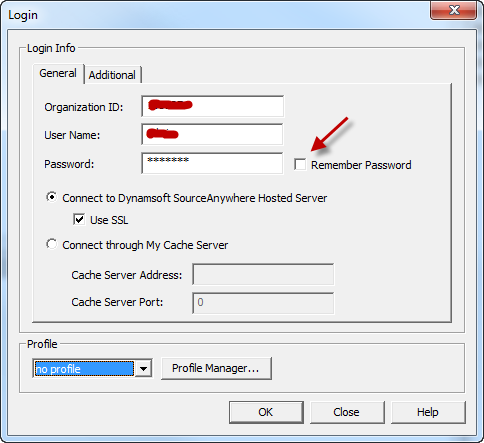 Login
Login Info
General Additional
Organization ID:
User Name:
Password: ******* Remember Password
Connect to Dynamsoft SourceAnywhere Hosted Server
Use SSL
Connect through My Cache Server
Cache Server Address:
Cache Server Port: 0
Profile
no profile Profile Manager...
OK Close Help